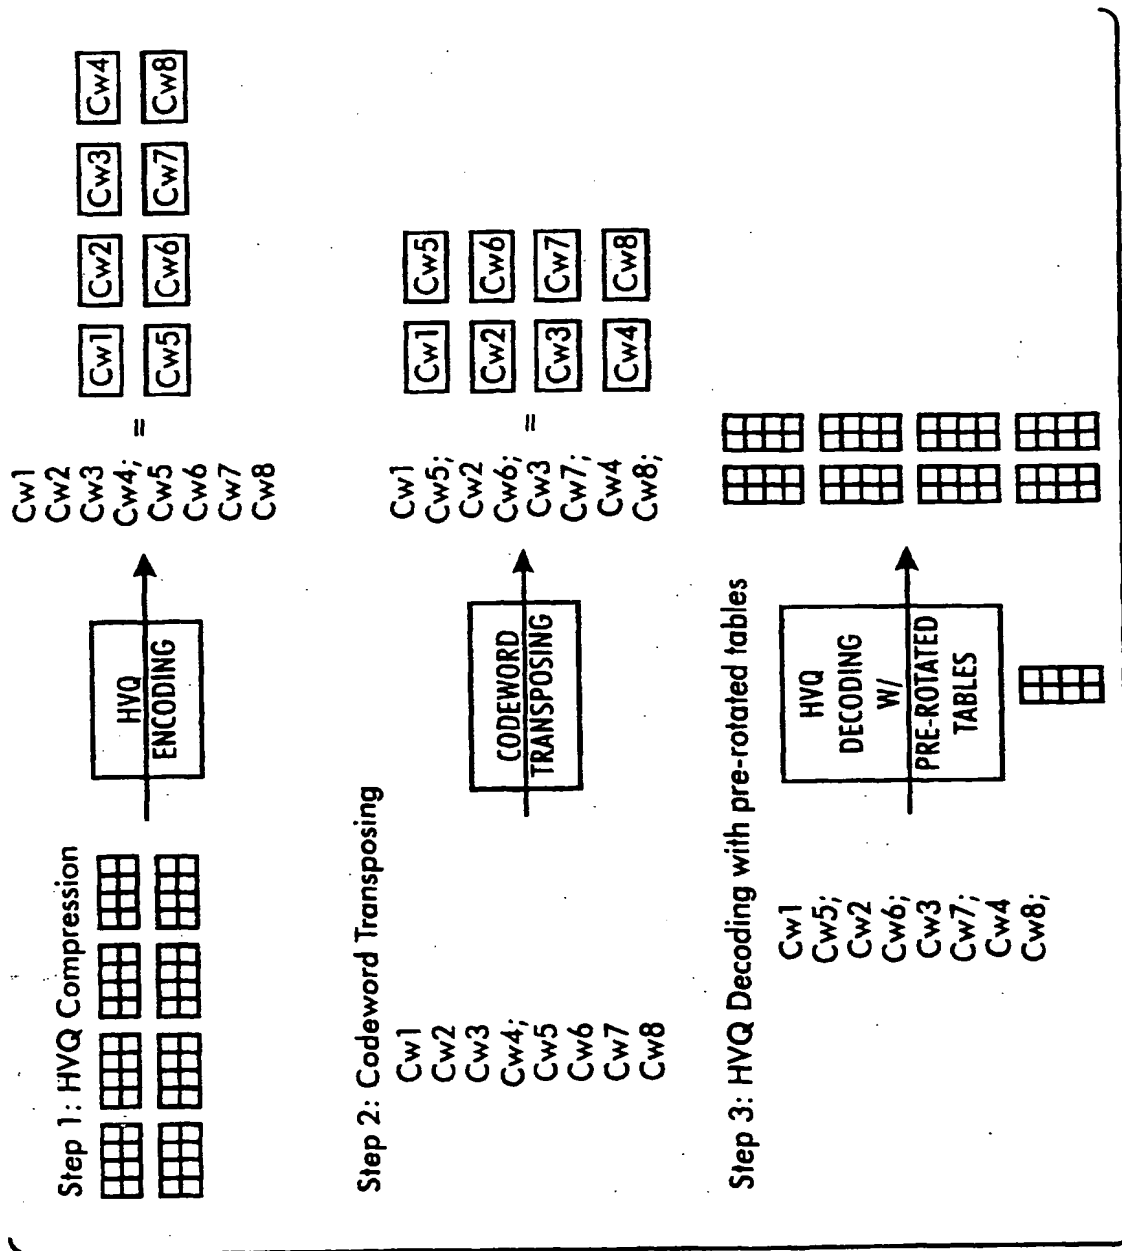 Step 1: HVQ Compression
HVQ
ENCODING
Cw1
Cw2
Cw3
Cw4;
Cw5
Cw6
Cw7
Cw8
=
Cw1 Cw2 Cw3 Cw4
Cw5 Cw6 Cw7 Cw8
Step 2: Codeword Transposing
Cw1
Cw2
Cw3
Cw4;
Cw5
Cw6
Cw7
Cw8
CODEWORD
TRANSPOSING
Cw1
Cw5;
Cw2
Cw6;
Cw3
Cw7;
Cw4
Cw8;
=
Cw1 Cw5
Cw2 Cw6
Cw3 Cw7
Cw4 Cw8
Step 3: HVQ Decoding with pre-rotated tables
Cw1
Cw5;
Cw2
Cw6;
Cw3
Cw7;
Cw4
Cw8;
HVQ
DECODING
W/
PRE-ROTATED
TABLES